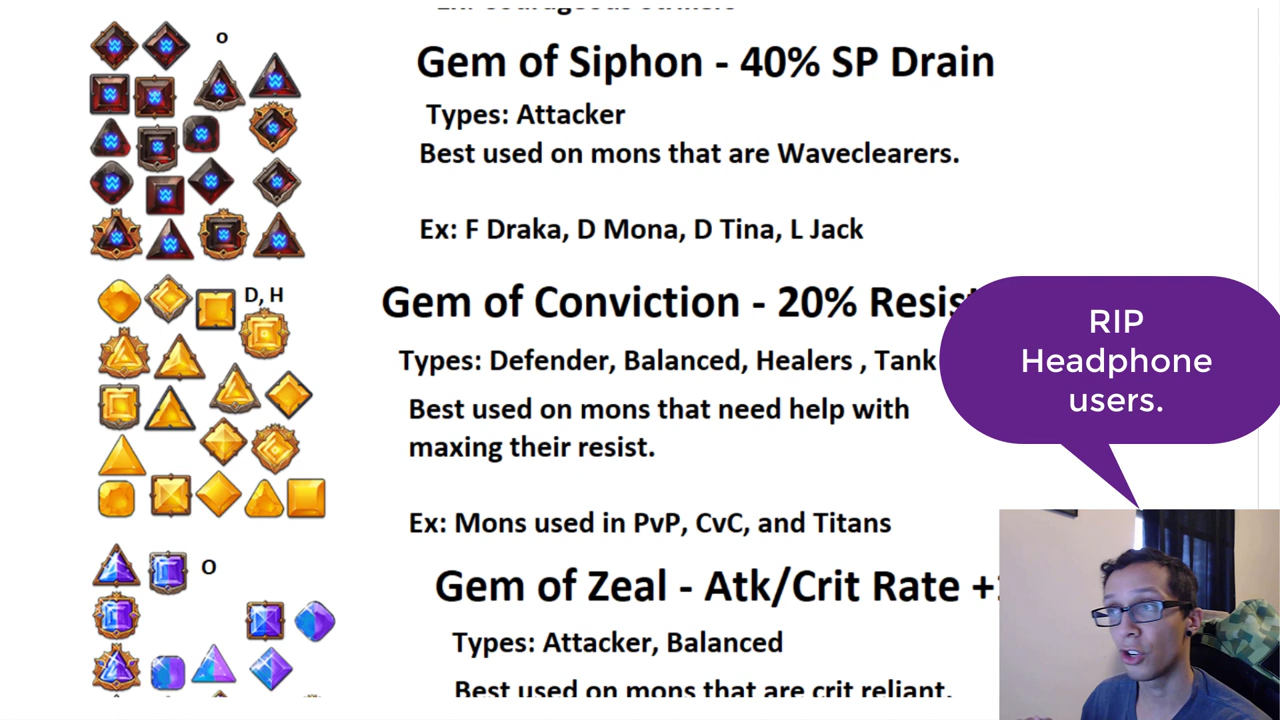 o
Gem of Siphon - 40% SP Drain
Types: Attacker
Best used on mons that are Waveclearers.
Ex: F Draka, D Mona, D Tina, L Jack
D, H
Gem of Conviction - 20% Resist
Types: Defender, Balanced, Healers , Tank
Best used on mons that need help with
maxing their resist.
Ex: Mons used in PvP, CvC, and Titans
RIP
Headphone
users.
O
Gem of Zeal - Atk/Crit Rate +
Types: Attacker, Balanced
Best used on mons that are crit reliant.